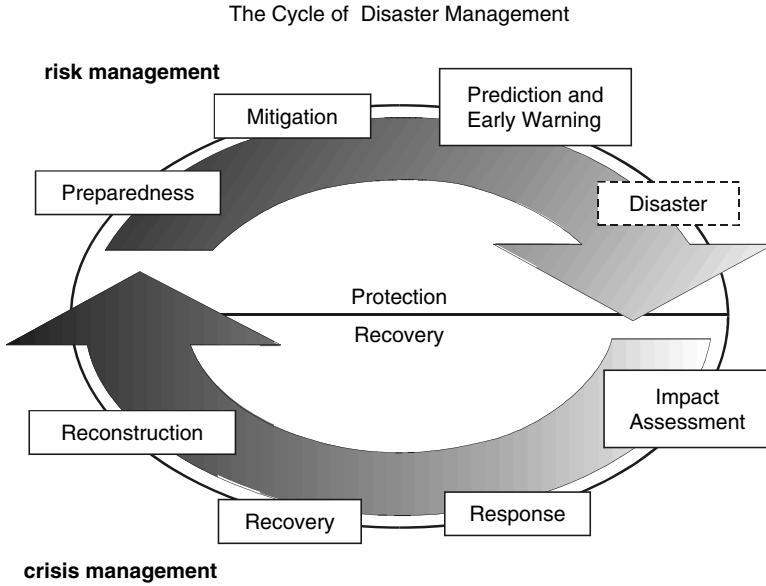 The Cycle of Disaster Management
risk management
Mitigation
Prediction and
Early Warning
Preparedness
Disaster
Protection
Recovery
Impact
Assessment
Reconstruction
Recovery
Response
crisis management